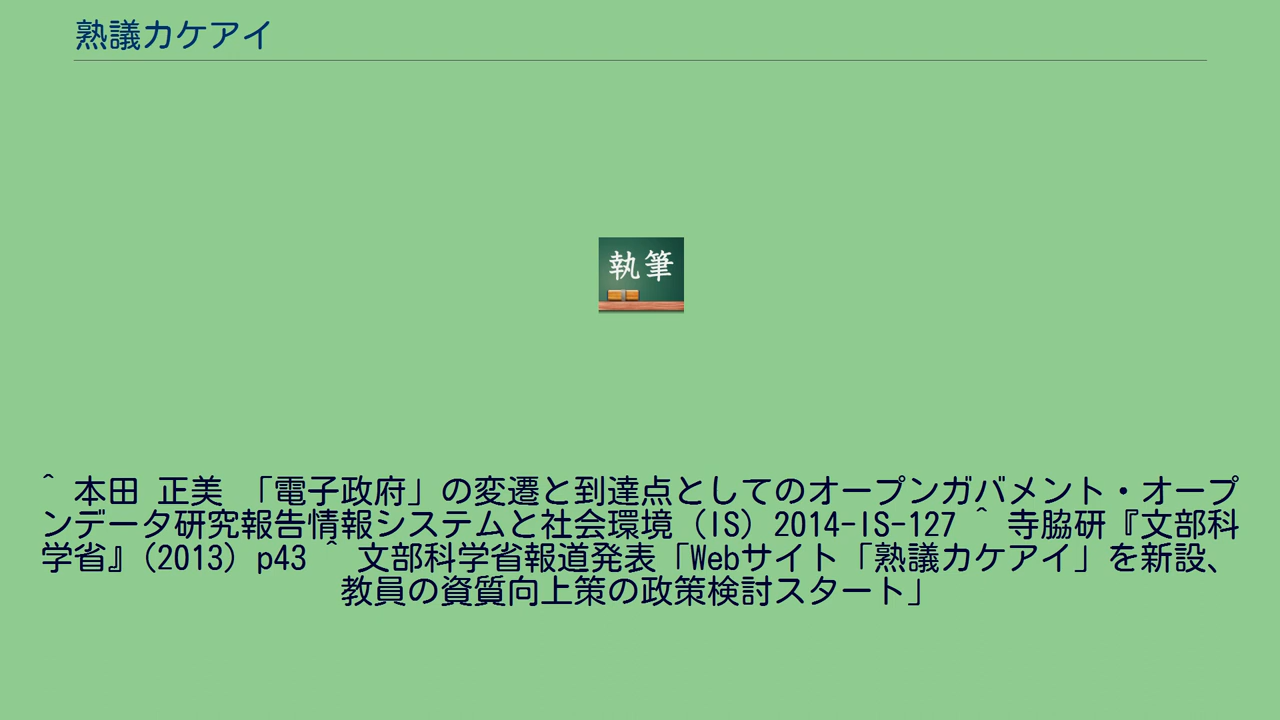 熟議カケアイ
執筆
^ 本田 正美 「電子政府」の変遷と到達点としてのオープンガバメント・オープ
ンデータ研究報告情報システムと社会環境（IS）2014-IS-127 ^ 寺脇研『文部科
学省』（2013）p43 ^ 文部科学省報道発表「Webサイト「熟議カケアイ」を新設、
教員の資質向上策の政策検討スタート」